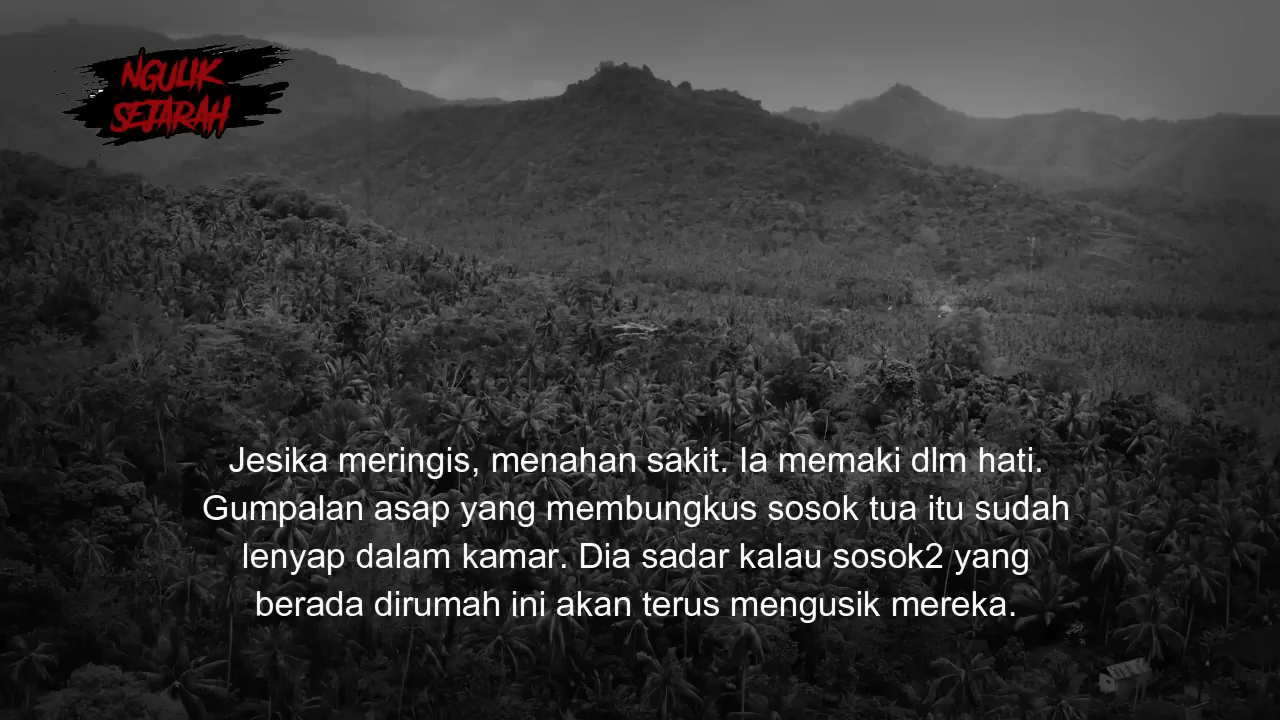 NGULIK
SEJARAH
Jesika meringis, menahan sakit. Ia memaki dlm hati.
Gumpalan asap yang membungkus sosok tua itu sudah
lenyap dalam kamar. Dia sadar kalau sosok2 yang
berada dirumah ini akan terus mengusik mereka.